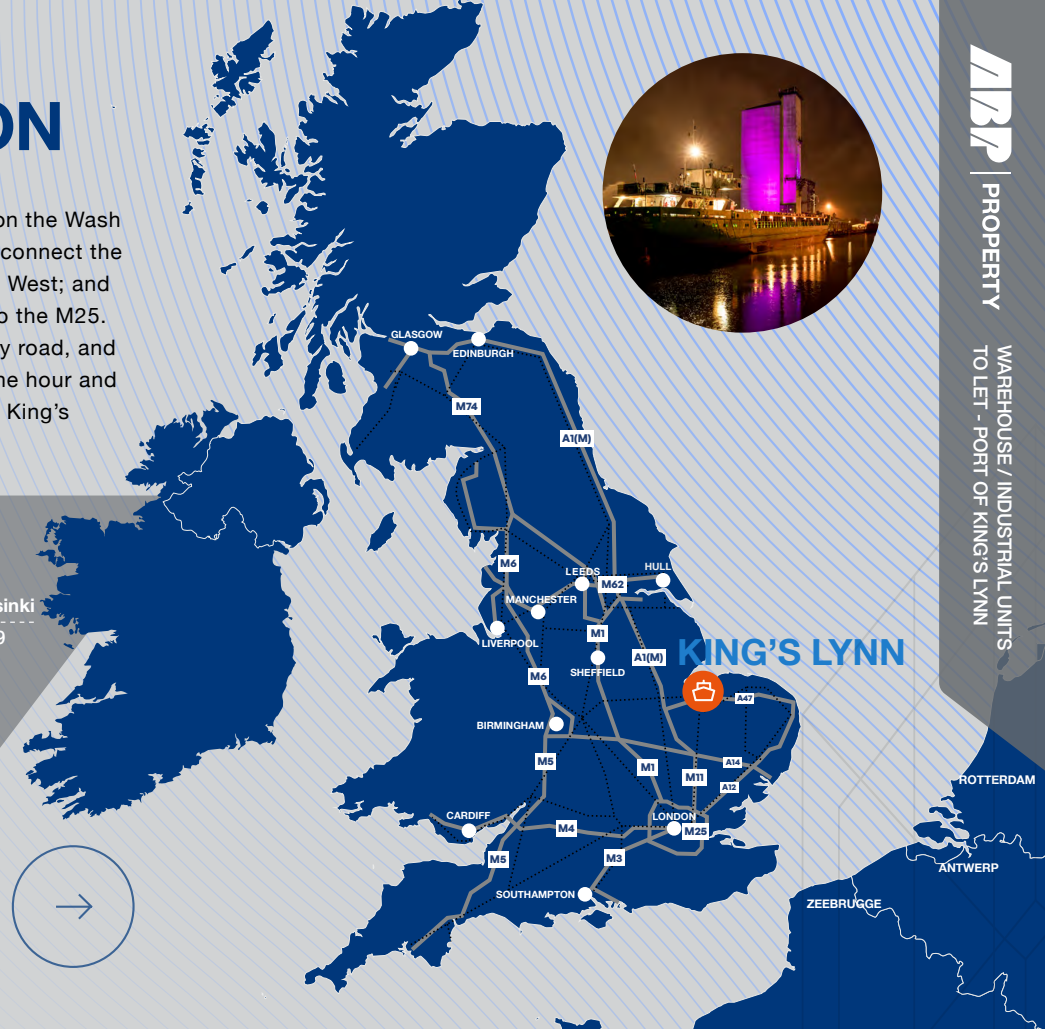 ON
on the Wash
connect the
West; and
o the M25.
y road, and
ne hour and
King's
sinki
9
GLASGOW
EDINBURGH
M74
A1(M)
M6
LEEDS
M62
HULL
MANCHESTER
LIVERPOOL
M1
SHEFFIELD
A1(M)
KING'S LYNN
M6
A47
BIRMINGHAM
M5
M1
A14
M11
A12
CARDIFF
M4
LONDON
M25
M5
M3
SOUTHAMPTON
ROTTERDAM
ANTWERP
ZEEBRUGGE
ABP
PROPERTY
WAREHOUSE / INDUSTRIAL UNITS
TO LET - PORT OF KING'S LYNN